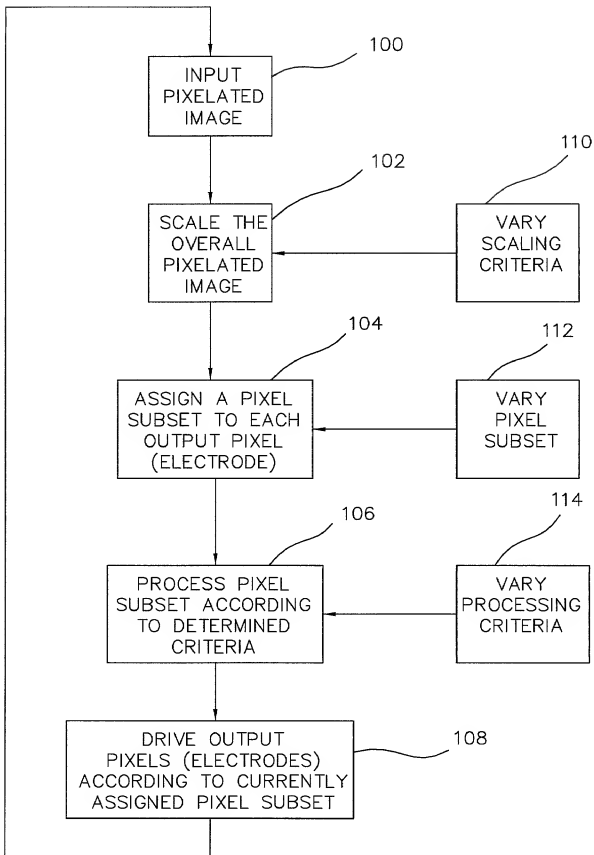 100
INPUT
PIXELATED
IMAGE
102
110
SCALE THE
OVERALL
PIXELATED
IMAGE
VARY
SCALING
CRITERIA
104
112
ASSIGN A PIXEL
SUBSET TO EACH
OUTPUT PIXEL
(ELECTRODE)
VARY
PIXEL
SUBSET
106
114
PROCESS PIXEL
SUBSET ACCORDING
TO DETERMINED
CRITERIA
VARY
PROCESSING
CRITERIA
DRIVE OUTPUT
PIXELS (ELECTRODES)
ACCORDING TO CURRENTLY
ASSIGNED PIXEL SUBSET
108